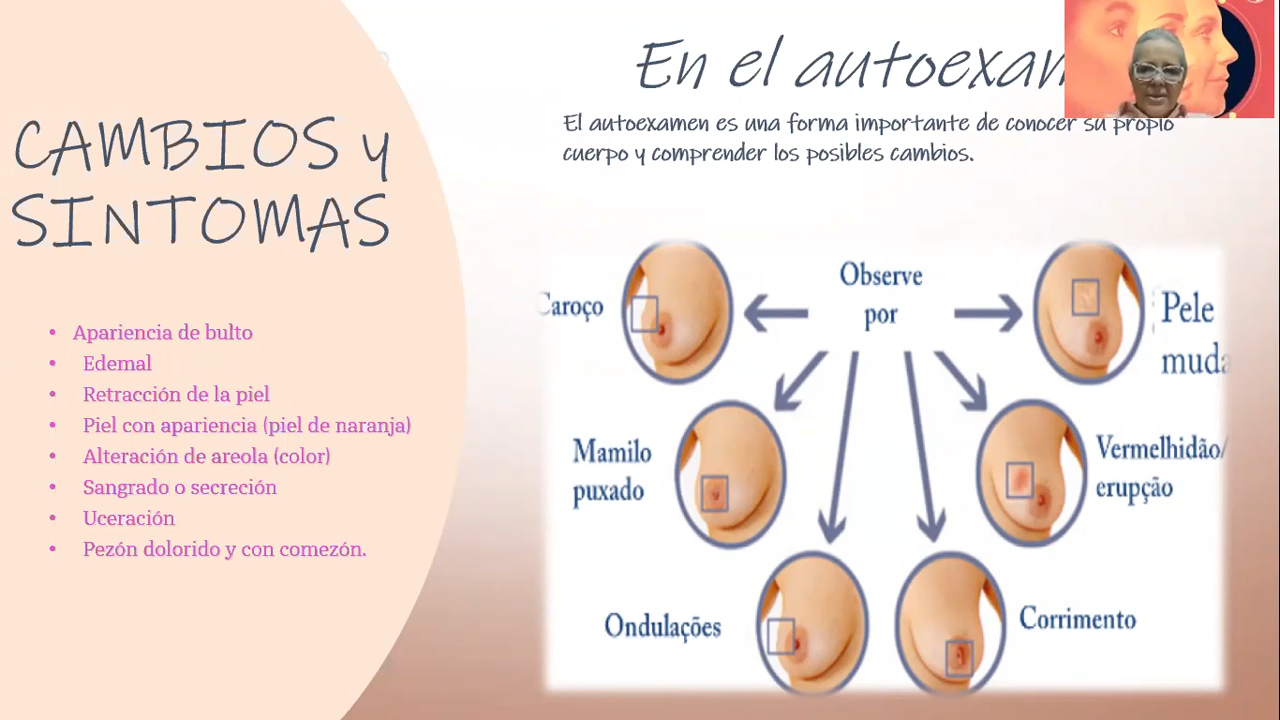 CAMBIOS y
SINTOMAS
• Apariencia de bulto
• Edemal
• Retracción de la piel
• Piel con apariencia (piel de naranja)
• Alteración de areola (color)
• Sangrado o secreción
• Uceración
• Pezón dolorido y con comezón.
En el autoexam
El autoexamen es una forma importante de conocer su propio
cuerpo y comprender los posibles cambios.
Observe
por
Caroço
Pele
muda
Mamilo
puxado
Vermelhidão/
erupção
Ondulações
Corrimento